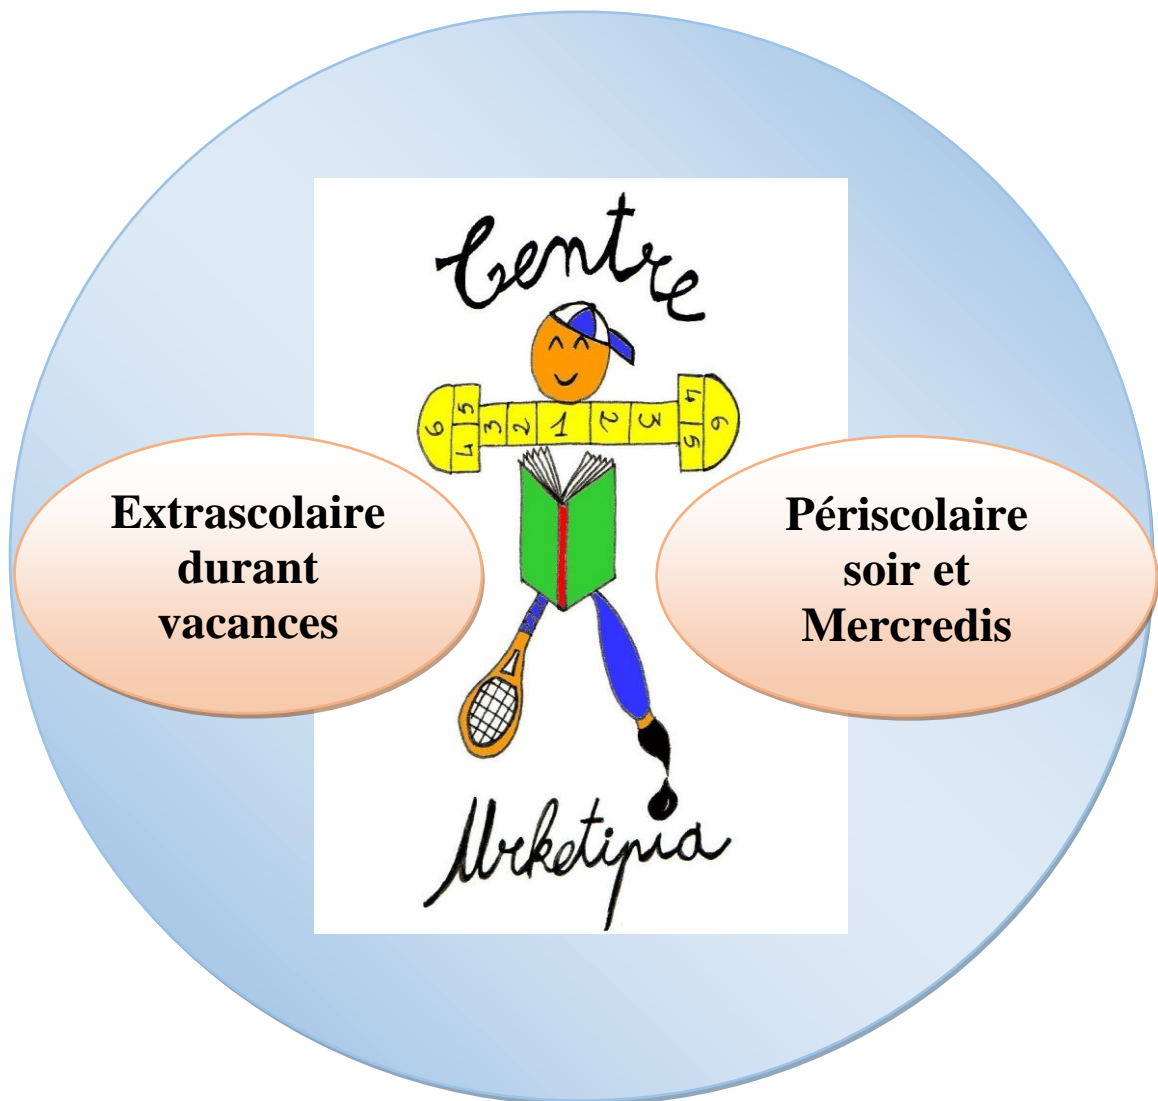 Centre
6 5 4 3 2 1 2 3 4 5 6
Extrascolaire
durant
vacances
Périscolaire
soir et
Mercredis
Urketipia